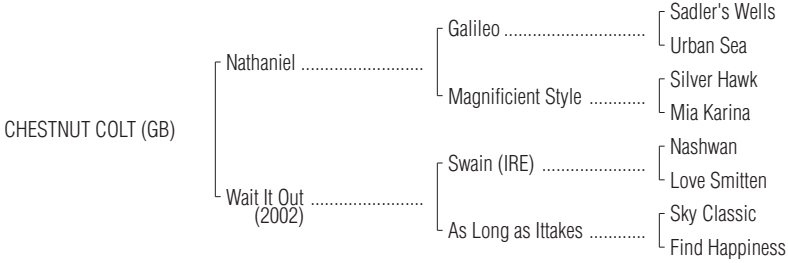 Sadler's Wells
Galileo ..............................
Urban Sea
Nathaniel ..........................
Silver Hawk
Magnificient Style ............
Mia Karina
CHESTNUT COLT (GB)
Nashwan
Swain (IRE) ......................
Love Smitten
Wait It Out ........................
(2002)
Sky Classic
As Long as Ittakes ............
Find Happiness